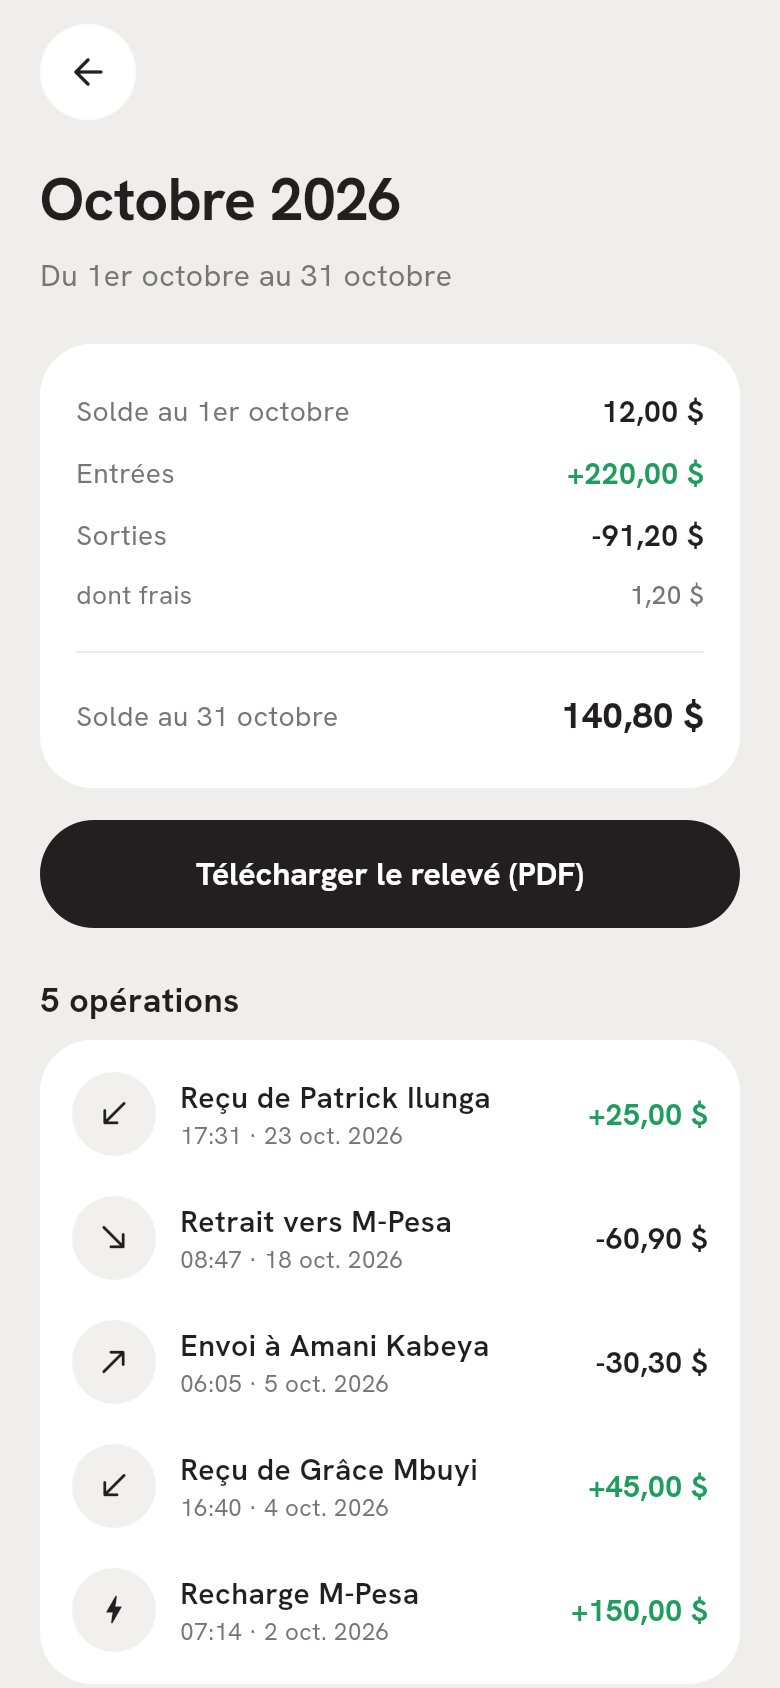 Octobre 2026
Du 1er octobre au 31 octobre
Solde au 1er octobre 12,00 $
Entrées +220,00 $
Sorties -91,20 $
dont frais 1,20 $
Solde au 31 octobre 140,80 $
Télécharger le relevé (PDF)
5 opérations
Reçu de Patrick Ilunga +25,00 $
17:31 · 23 oct. 2026
Retrait vers M-Pesa -60,90 $
08:47 · 18 oct. 2026
Envoi à Amani Kabeya -30,30 $
06:05 · 5 oct. 2026
Reçu de Grâce Mbuyi +45,00 $
16:40 · 4 oct. 2026
Recharge M-Pesa +150,00 $
07:14 · 2 oct. 2026